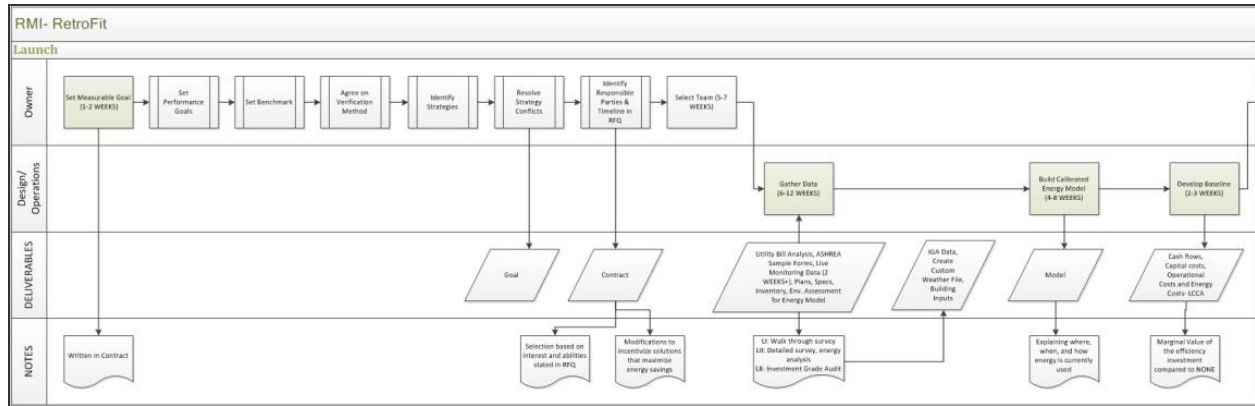 RMI- RetroFit
Launch
Owner
Set Measurable Goal
(1-2 WEEKS)
Set
Performance
Goals
Set Benchmark
Agree on
Verification
Method
Identify
Strategies
Resolve
Strategy
Conflicts
Identify
Responsible
Parties &
Timeline in
RFQ
Select Team (5-7
WEEKS)
Design/
Operations
Gather Data
(6-12 WEEKS)
Build Calibrated
Energy Model
(4-8 WEEKS)
Develop Baseline
(2-3 WEEKS)
DELIVERABLES
Goal
Contract
Utility Bill Analysis, ASHREA
Sample Forms, Live
Monitoring Data (2
WEEKS+), Plans, Specs,
Inventory, Env. Assessment
for Energy Model
IGA Data,
Create
Custom
Weather File,
Building
Inputs
Model
Cash flows,
Capital costs,
Operational
Costs and Energy
Costs- LCCA
NOTES
Written in Contract
Selection based on
interest and abilities
stated in RFQ
Modifications to
incentivize solutions
that maximize
energy savings
LI: Walk through survey
LII: Detailed survey, energy
analysis
Investment Grade Audit
Explaining where,
when, and how
energy is currently
used
Marginal Value of
the efficiency
investment
compared to NONE